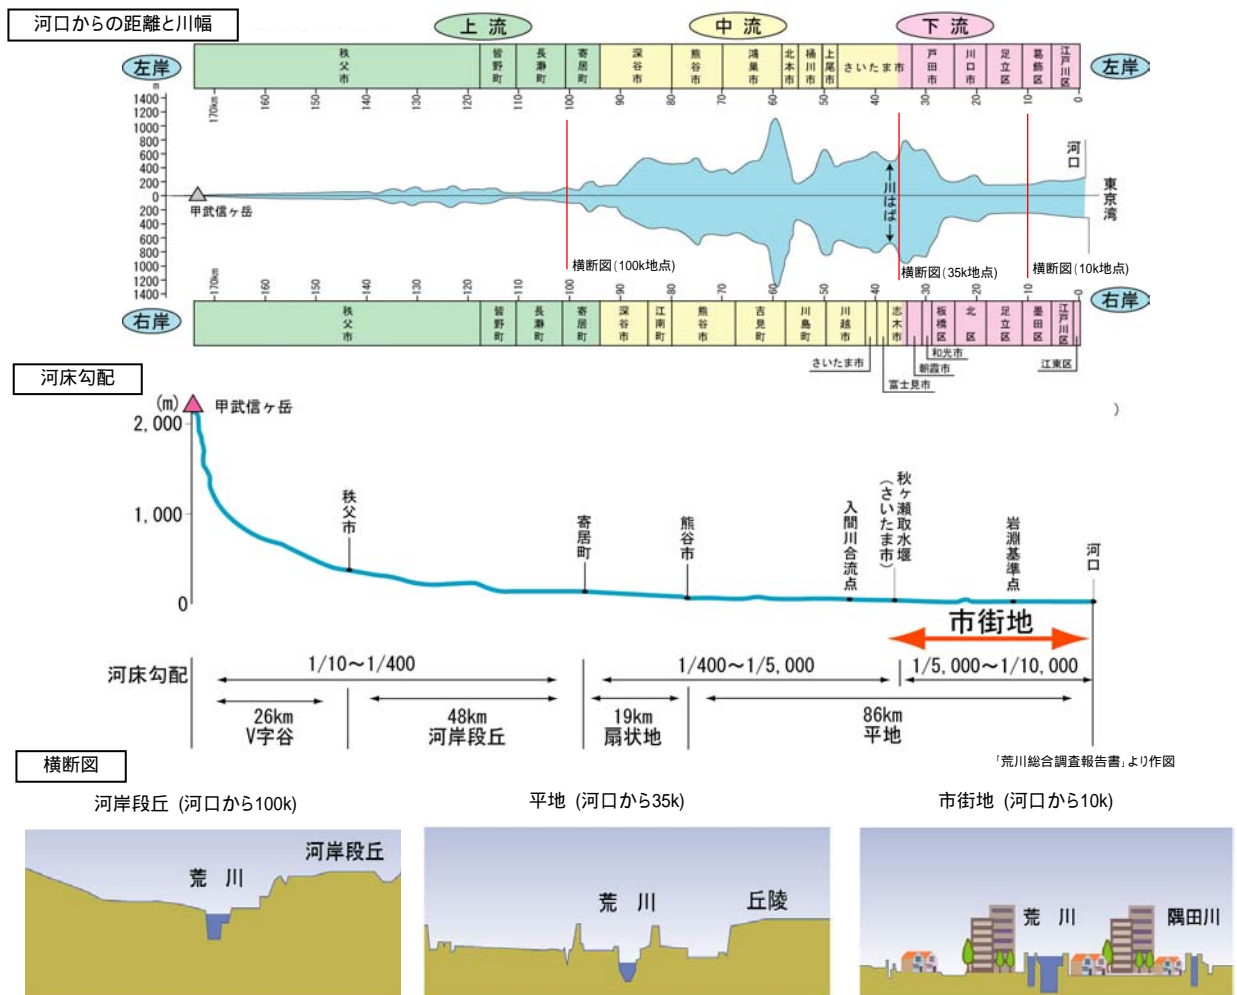 河口からの距離と川幅
上流
中流
下流
左岸
秩父市
皆野町
長瀞町
寄居町
深谷市
熊谷市
鴻巣市
北本市
桶川市
上尾市
さいたま市
戸田市
川口市
足立区
葛飾区
江戸川区
左岸
m
1400
1200
1000
800
600
400
200
0
200
400
600
800
1000
1200
1400
170km
160
150
140
130
120
110
100
90
80
70
60
50
40
30
20
10
0
甲武信ヶ岳
川はば
河口
東京湾
横断図(100k地点)
横断図(35k地点)
横断図(10k地点)
170km
160
150
140
130
120
110
100
90
80
70
60
50
40
30
20
10
0
右岸
秩父市
皆野町
長瀞町
寄居町
深谷市
江南町
熊谷市
吉見町
川島町
川越市
志木市
板橋区
北区
足立区
墨田区
江戸川区
右岸
さいたま市
富士見市
朝霞市
和光市
江東区
河床勾配
(m)
甲武信ヶ岳
)
2,000
1,000
0
秩父市
寄居町
熊谷市
入間川合流点
秋ヶ瀬取水堰
(さいたま市)
岩淵基準点
河口
市街地
河床勾配
1/10～1/400
1/400～1/5,000
1/5,000～1/10,000
26km
V字谷
48km
河岸段丘
19km
扇状地
86km
平地
「荒川総合調査報告書」より作図
横断図
河岸段丘 (河口から100k)
平地 (河口から35k)
市街地 (河口から10k)
荒川
河岸段丘
荒川
丘陵
荒川
隅田川